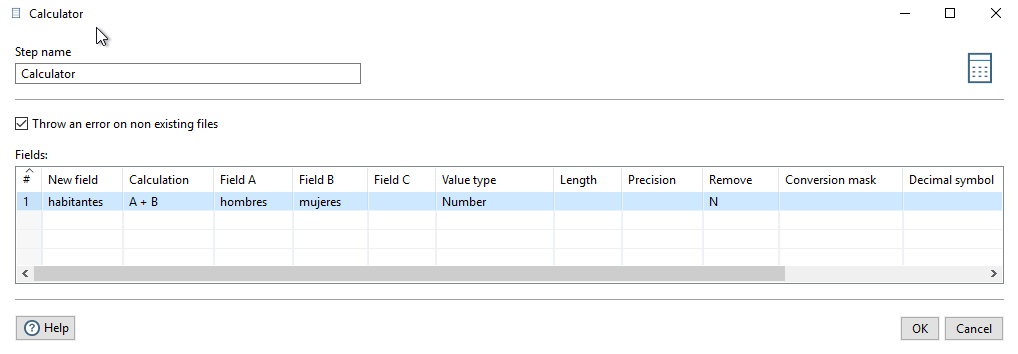 Calculator
Step name
Calculator
Throw an error on non existing files
Fields:
# New field Calculation Field A Field B Field C Value type Length Precision Remove Conversion mask Decimal symbol
1 habitantes A + B hombres mujeres Number N
Help OK Cancel